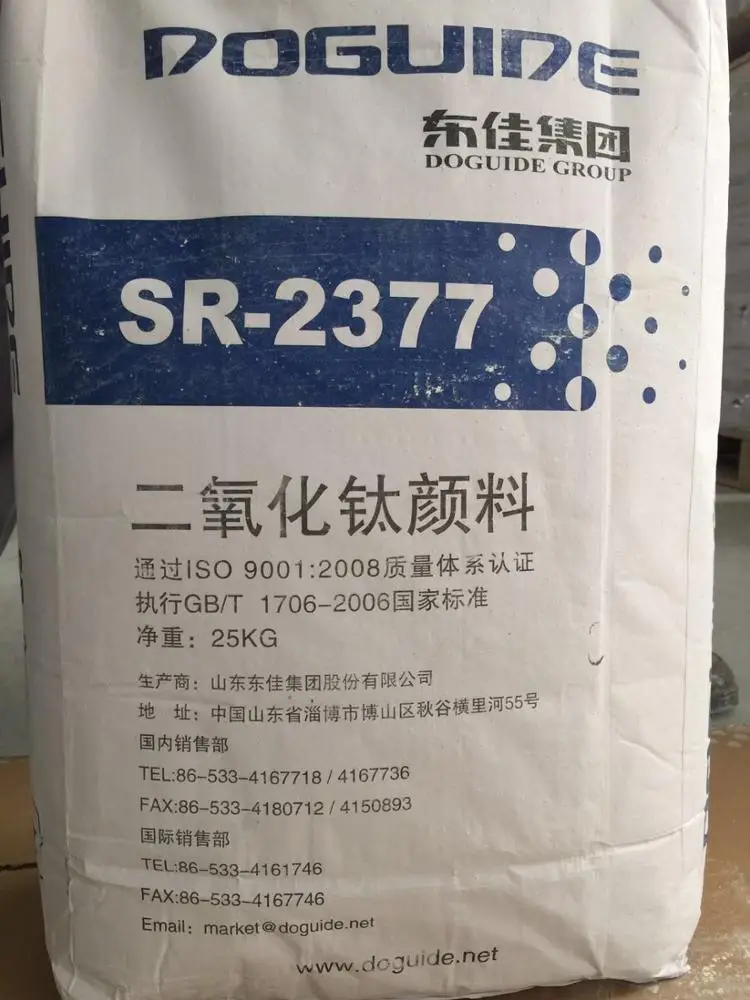 DOGUIDE
东佳集团
DOGUIDE GROUP
SR-2377
二氧化钛颜料
通过ISO 9001:2008质量体系认证
执行GB/T 1706-2006国家标准
净重：25KG
生产商：山东东佳集团股份有限公司
地 址：中国山东省淄博市博山区秋谷横里河55号
国内销售部
TEL:86-533-4167718 / 4167736
FAX:86-533-4180712 / 4150893
国际销售部
TEL:86-533-4161746
FAX:86-533-4167746
Email：market@doguide.net
www.doguide.net